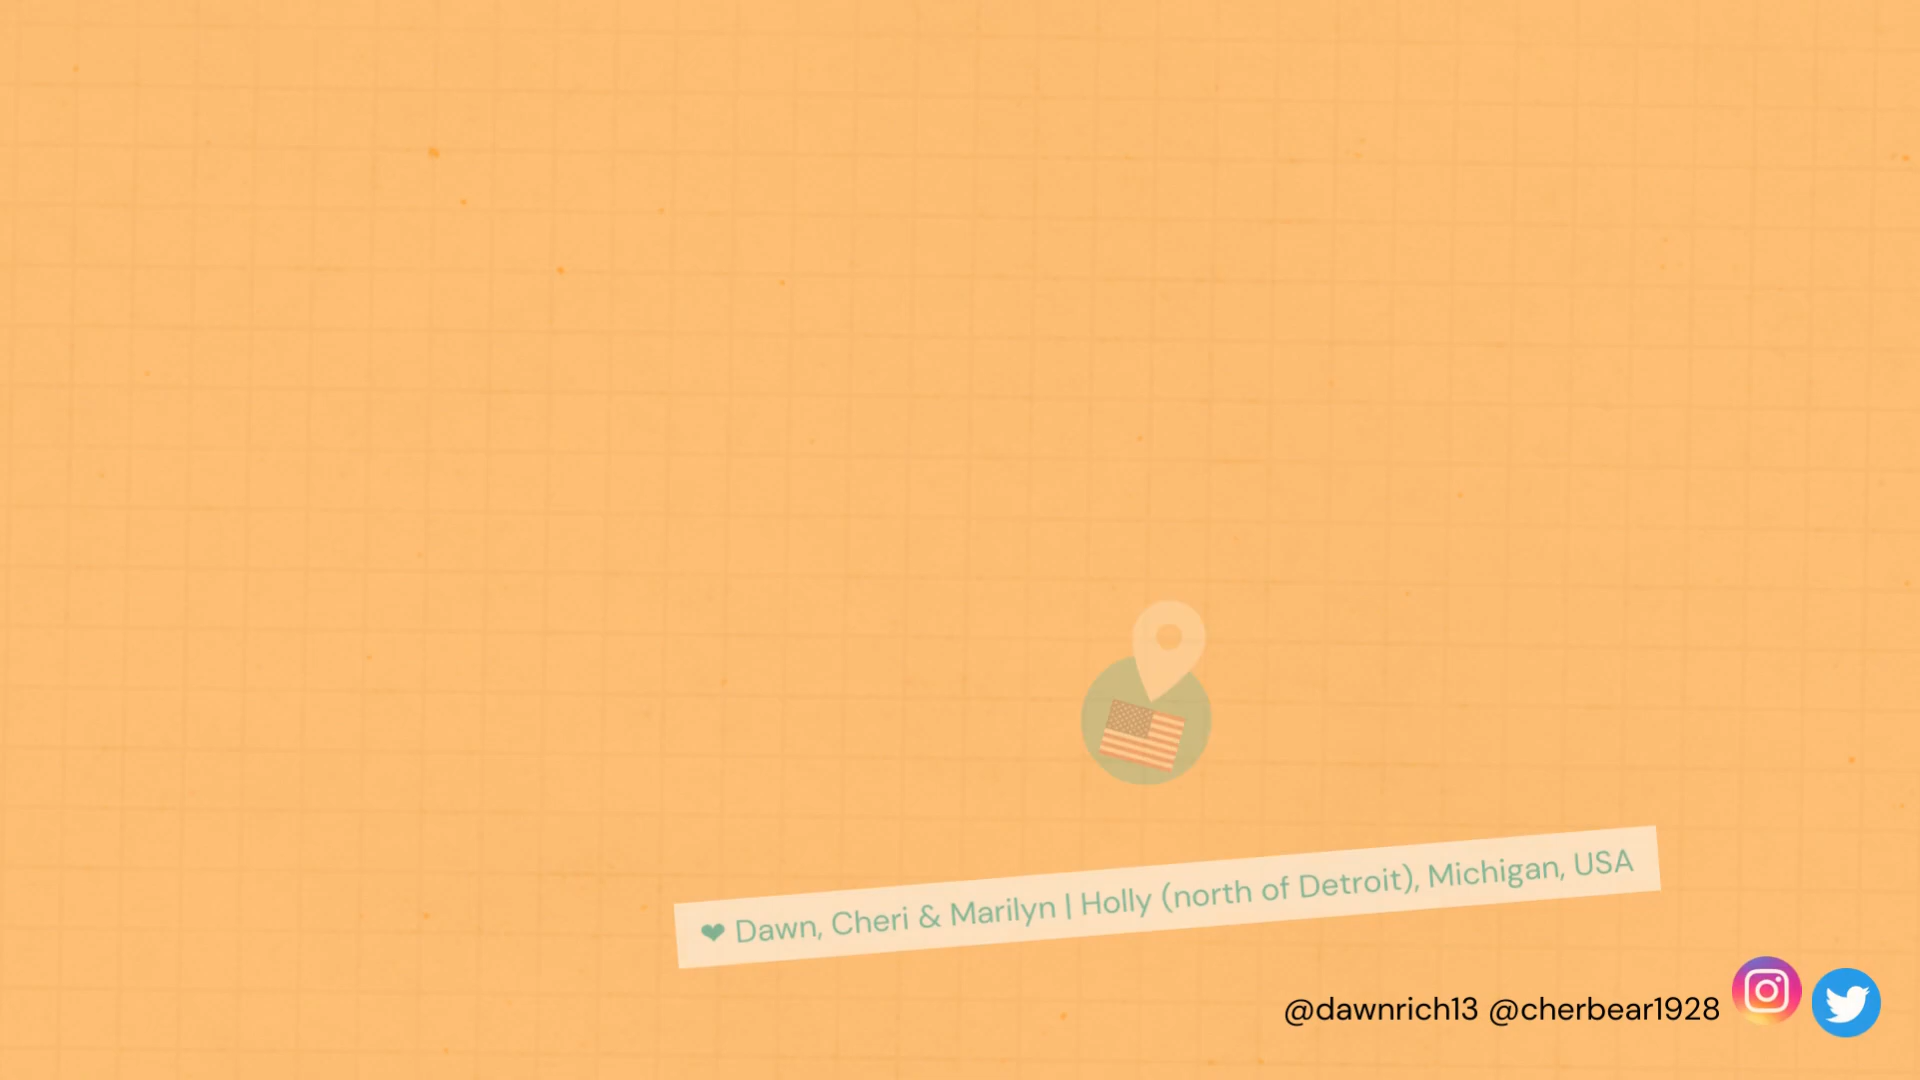 ❤ Dawn, Cheri & Marilyn | Holly (north of Detroit), Michigan, USA
@dawnrich13 @cherbear1928